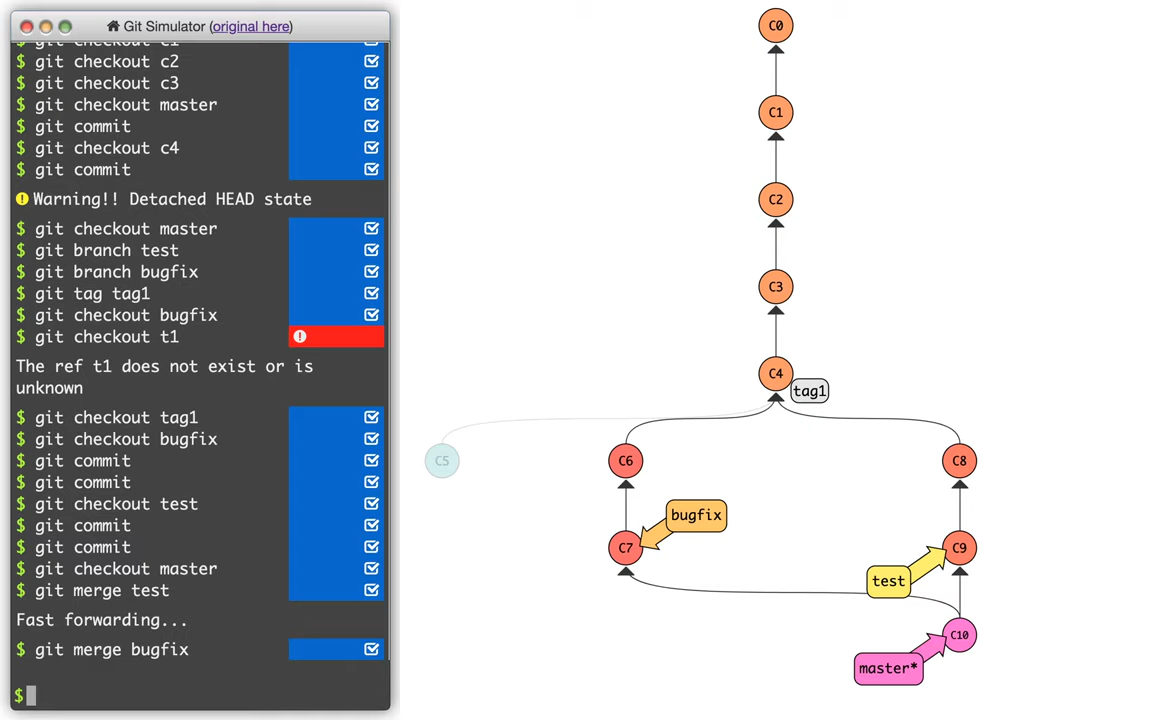 Git Simulator (original here)
$ git checkout c1
$ git checkout c2
$ git checkout c3
$ git checkout master
$ git commit
$ git checkout c4
$ git commit
Warning!! Detached HEAD state
$ git checkout master
$ git branch test
$ git branch bugfix
$ git tag tag1
$ git checkout bugfix
$ git checkout t1
The ref t1 does not exist or is
unknown
$ git checkout tag1
$ git checkout bugfix
$ git commit
$ git commit
$ git checkout test
$ git commit
$ git commit
$ git checkout master
$ git merge test
Fast forwarding...
$ git merge bugfix
$
C0
C1
C2
C3
C4
tag1
C5
C6
C8
bugfix
C7
C9
test
C10
master*